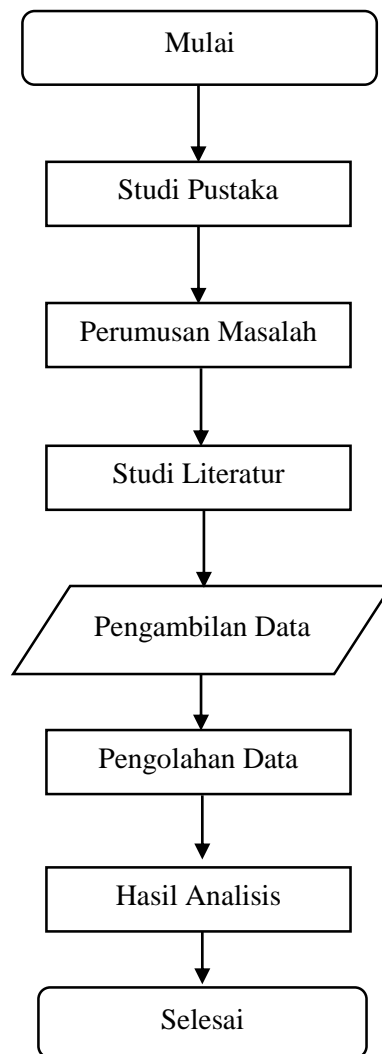 Mulai
Studi Pustaka
Perumusan Masalah
Studi Literatur
Pengambilan Data
Pengolahan Data
Hasil Analisis
Selesai